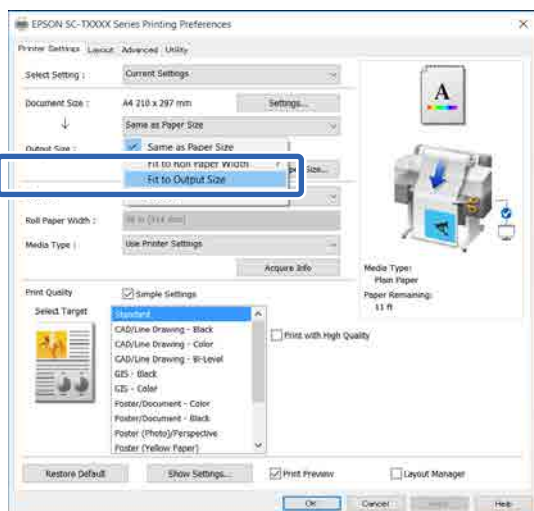 EPSON SC-TXXXX Series Printing Preferences
Printer Settings Layout Advanced Utility
Select Setting : Current Settings
Document Size : A4 210 x 297 mm Settings...
Same as Paper Size
Output Size : Same as Paper Size
Fit to Roll Paper Width
Fit to Output Size
Size...
Roll Paper Width :
Media Type : Use Printer Settings
Acquire Info
A
Media Type:
Plain Paper
Paper Remaining:
11 ft
Print Quality Simple Settings
Select Target Standard
CAD/Line Drawing - Black
CAD/Line Drawing - Color
CAD/Line Drawing - Bi-Level
GIS - Black
GIS - Color
Poster/Document - Color
Poster/Document - Black
Poster (Photo)/Perspective
Poster (Yellow Paper)
Print with High Quality
Restore Default Show Settings... Print Preview Layout Manager
OK Cancel Help